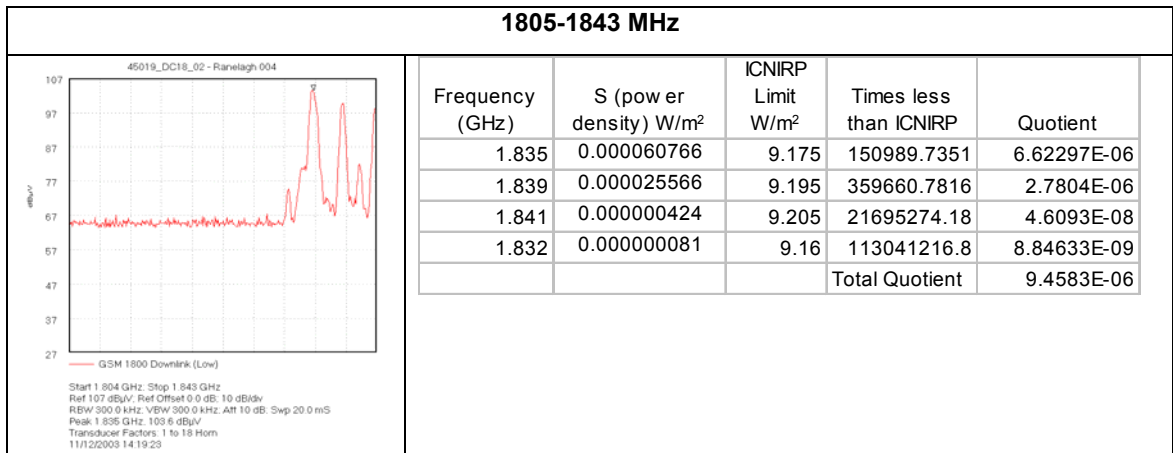 1805-1843 MHz
45019_DC18_02 - Ranelagh 004
107
97
87
77
67
57
47
37
27
dBµV
GSM 1800 Downlink (Low)
Start 1.804 GHz; Stop 1.843 GHz
Ref 107 dBµV; Ref Offset 0.0 dB; 10 dB/div
RBW 300.0 kHz; VBW 300.0 kHz; Att 10 dB; Swp 20.0 mS
Peak 1.835 GHz, 103.6 dBµV
Transducer Factors: 1 to 18 Horn
11/12/2003 14:19:23
Frequency (GHz) S (pow er density) W/m² ICNIRP Limit W/m² Times less than ICNIRP Quotient
1.835 0.000060766 9.175 150989.7351 6.62297E-06
1.839 0.000025566 9.195 359660.7816 2.7804E-06
1.841 0.000000424 9.205 21695274.18 4.6093E-08
1.832 0.000000081 9.16 113041216.8 8.84633E-09
Total Quotient 9.4583E-06